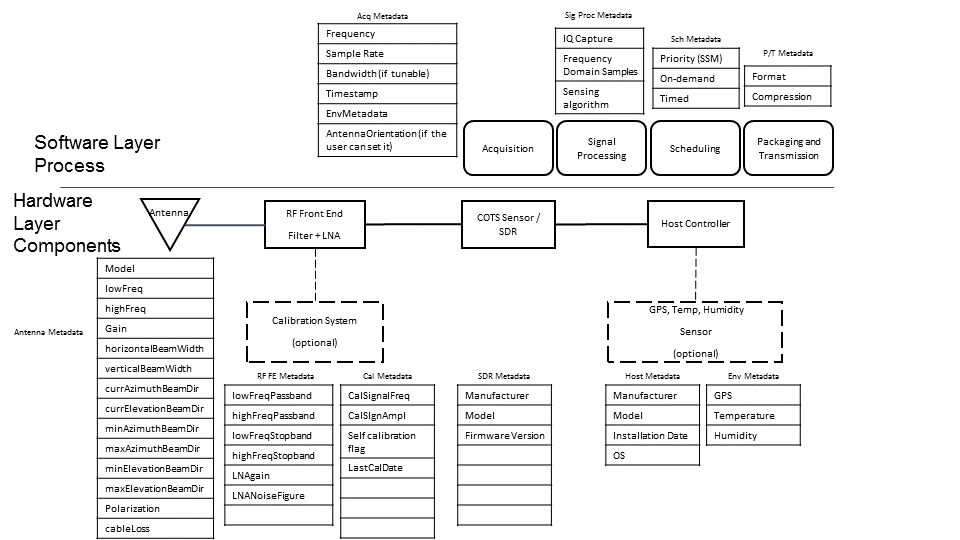 Acq Metadata
Frequency
Sample Rate
Bandwidth (if tunable)
Timestamp
EnvMetadata
AntennaOrientation (if the
user can set it)
Sig Proc Metadata
IQ Capture
Frequency
Domain Samples
Sensing
algorithm
Sch Metadata
Priority (SSM)
On-demand
Timed
P/T Metadata
Format
Compression
Software Layer
Process
Acquisition
Signal
Processing
Scheduling
Packaging and
Transmission
Hardware
Layer
Components
Antenna
RF Front End
Filter + LNA
COTS Sensor /
SDR
Host Controller
Calibration System
(optional)
GPS, Temp, Humidity
Sensor
(optional)
Antenna Metadata
Model
lowFreq
highFreq
Gain
horizontalBeamWidth
verticalBeamWidth
currAzimuthBeamDir
currElevationBeamDir
minAzimuthBeamDir
maxAzimuthBeamDir
minElevationBeamDir
maxElevationBeamDir
Polarization
cableLoss
RF FE Metadata
lowFreqPassband
highFreqPassband
lowFreqStopband
highFreqStopband
LNAgain
LNANoiseFigure
Cal Metadata
CalSignalFreq
CalSIgnAmpl
Self calibration
flag
LastCalDate
SDR Metadata
Manufacturer
Model
Firmware Version
Host Metadata
Manufacturer
Model
Installation Date
OS
Env Metadata
GPS
Temperature
Humidity